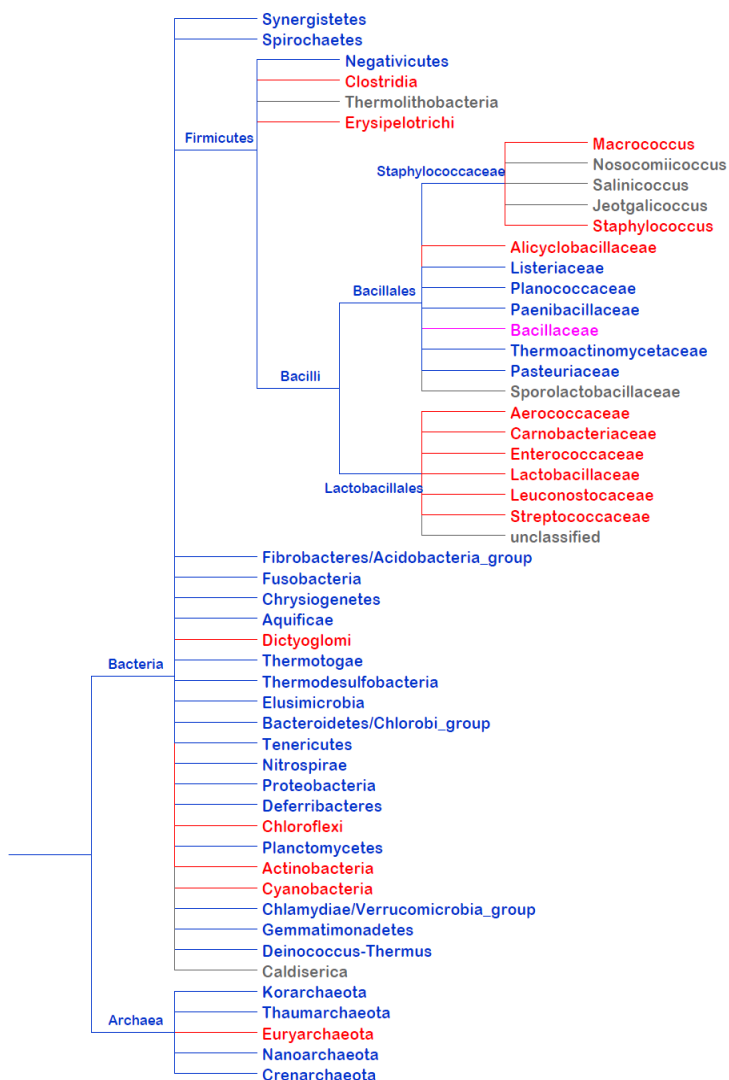 Synergistetes
Spirochaetes
Negativicutes
Clostridia
Thermolithobacteria
Firmicutes
Erysipelotrichi
Macrococcus
Nosocomiicoccus
Staphylococcaceae
Salinicoccus
Jeotgalicoccus
Staphylococcus
Alicyclobacillaceae
Listeriaceae
Bacillales
Planococcaceae
Paenibacillaceae
Bacillaceae
Thermoactinomycetaceae
Pasteuriaceae
Bacilli
Sporolactobacillaceae
Aerococcaceae
Carnobacteriaceae
Enterococcaceae
Lactobacillaceae
Lactobacillales
Leuconostocaceae
Streptococcaceae
unclassified
Fibrobacteres/Acidobacteria_group
Fusobacteria
Chrysiogenetes
Aquificae
Dictyoglomi
Bacteria
Thermotogae
Thermodesulfobacteria
Elusimicrobia
Bacteroidetes/Chlorobi_group
Tenericutes
Nitrospirae
Proteobacteria
Deferribacteres
Chloroflexi
Planctomycetes
Actinobacteria
Cyanobacteria
Chlamydiae/Verrucomicrobia_group
Gemmatimonadetes
Deinococcus-Thermus
Caldiserica
Korarchaeota
Thaumarchaeota
Archaea
Euryarchaeota
Nanoarchaeota
Crenarchaeota